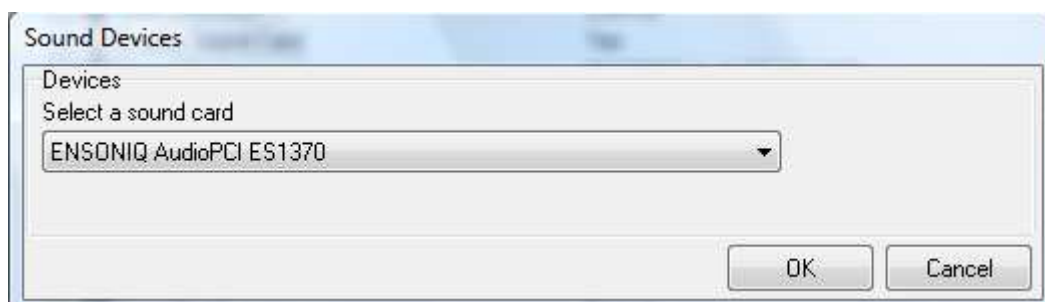 Sound Devices
Devices
Select a sound card
ENSONIQ AudioPCI ES1370
OK Cancel